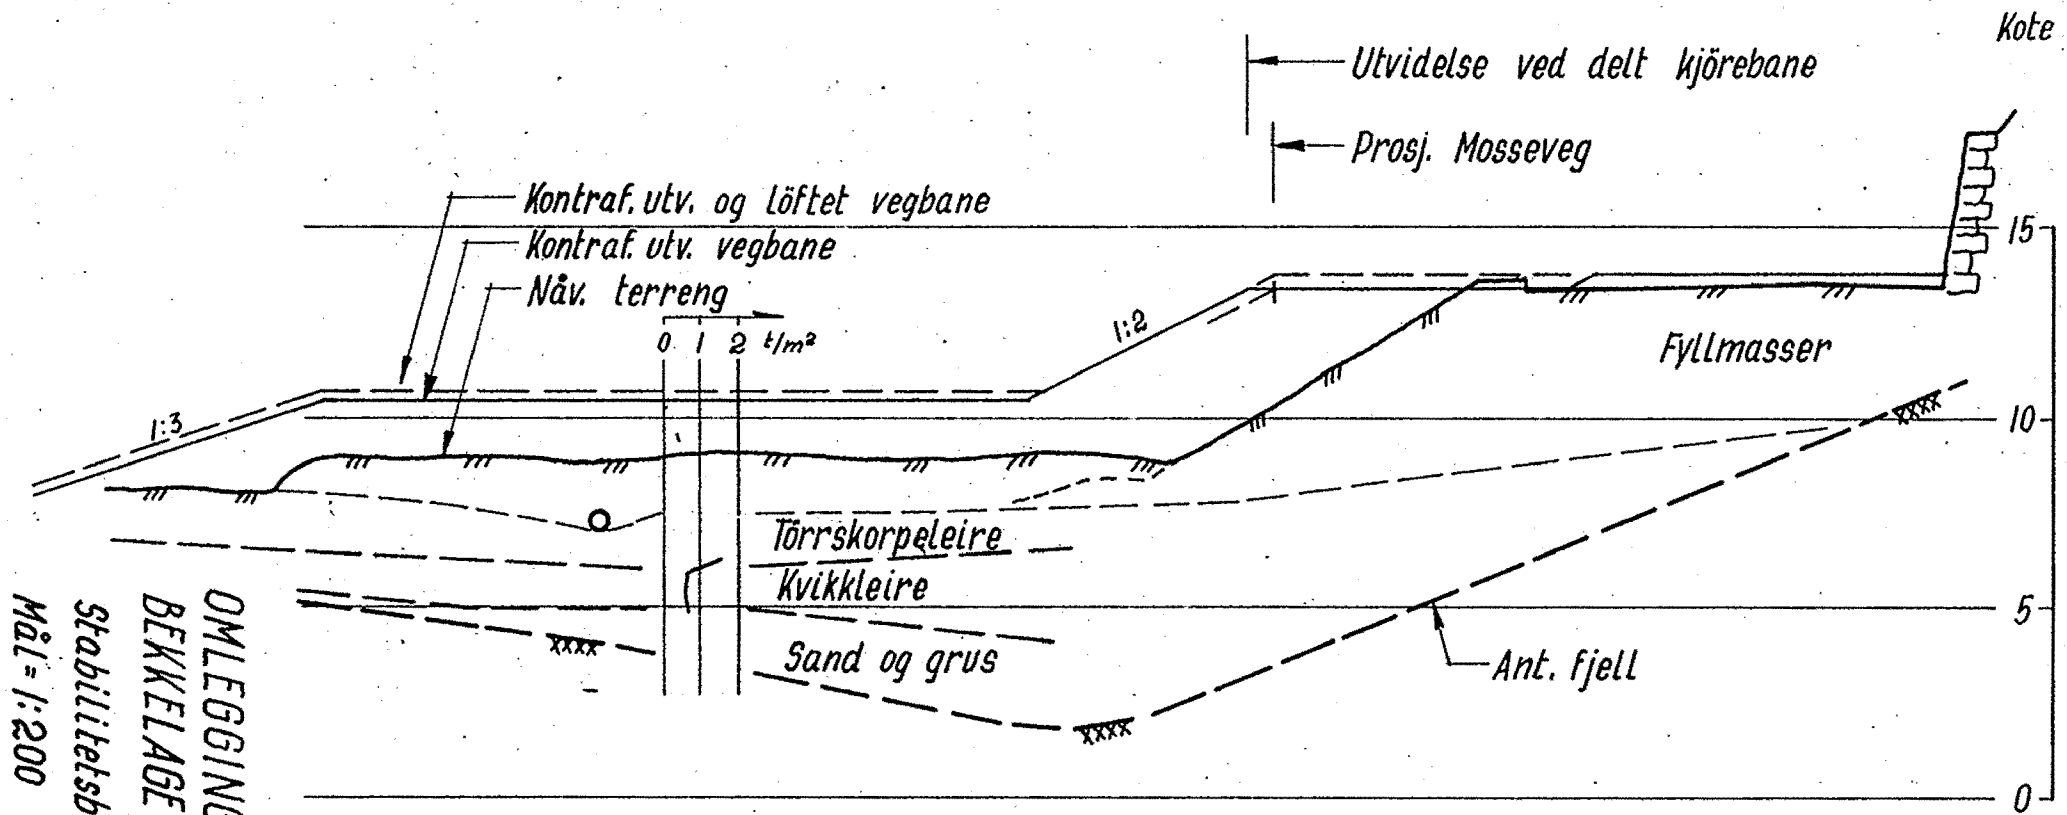 Kote
Utvidelse ved delt kjörebane
Prosj. Mosseveg
Kontraf. utv. og löftet vegbane
Kontraf. utv. vegbane
Nåv. terreng
0 1 2 t/m²
15
1:2
Fyllmasser
1:3
10
Törrskorpeleire
Kvikkleire
5
Sand og grus
Ant. fjell
0
OMLEGGING
BEKKELAGE
Stabilitetsb
Mål = 1:200